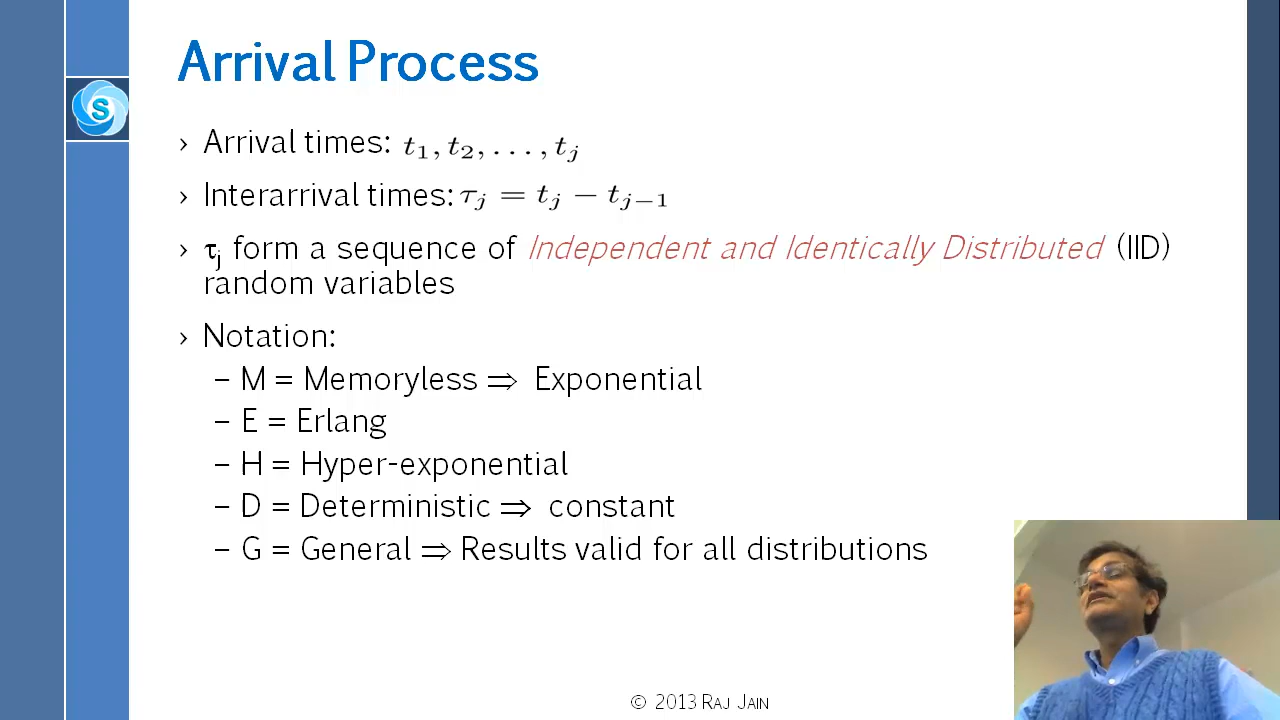 Arrival Process
S
› Arrival times: t₁, t₂, . . . , tⱼ
› Interarrival times: τⱼ = tⱼ − tⱼ₋₁
› τⱼ form a sequence of Independent and Identically Distributed (IID)
random variables
› Notation:
– M = Memoryless ⇒ Exponential
– E = Erlang
– H = Hyper-exponential
– D = Deterministic ⇒ constant
– G = General ⇒ Results valid for all distributions
© 2013 RAJ JAIN